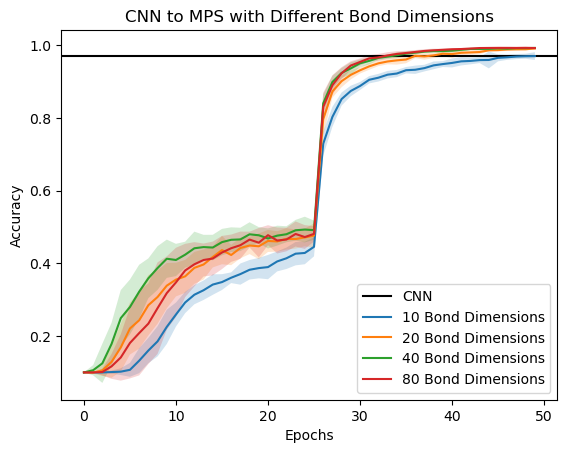 CNN to MPS with Different Bond Dimensions
Accuracy
1.0
0.8
0.6
0.4
0.2
CNN
10 Bond Dimensions
20 Bond Dimensions
40 Bond Dimensions
80 Bond Dimensions
0
10
20
30
40
50
Epochs